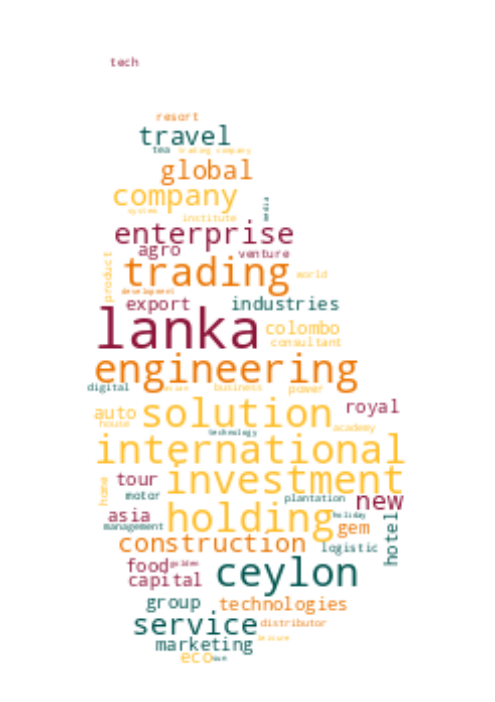 tech
resort
travel
tea trading company
global
company
system
institute
media
enterprise
agro
venture
product
trading
world
development
export
industries
lanka
colombo
consultant
engineering
digital
business
power
auto
solution
royal
house
technology
academy
international
home
tour
investment
motor
plantation
new
asia
holding
holiday
management
gem
hotel
construction
logistic
food
golden
capital
ceylon
group
technologies
service
distributor
marketing
leisure
eco